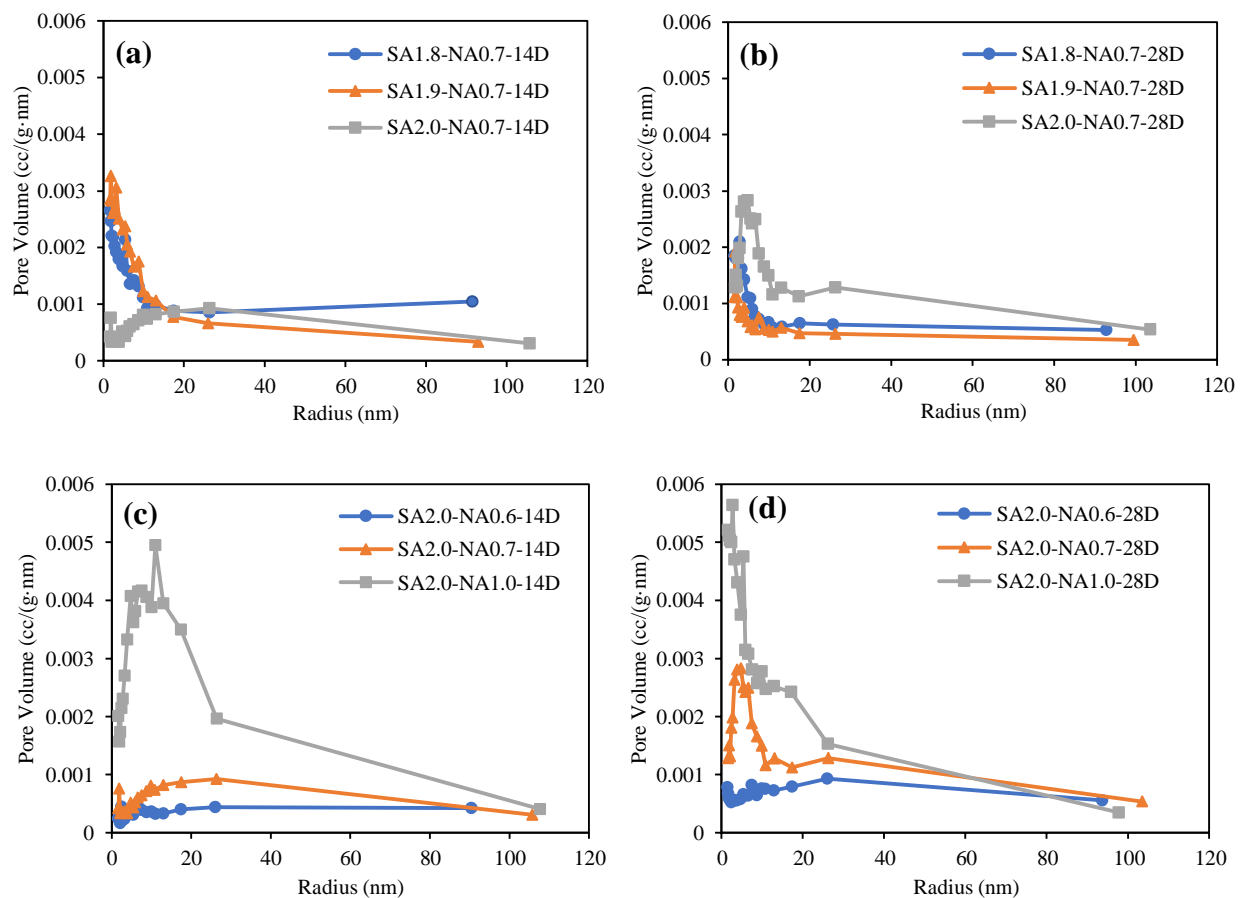 (a)
SA1.8-NA0.7-14D
SA1.9-NA0.7-14D
SA2.0-NA0.7-14D
0.006
0.005
0.004
0.003
0.002
0.001
0
Pore Volume (cc/(g·nm)
0 20 40 60 80 100 120
Radius (nm)
(b)
SA1.8-NA0.7-28D
SA1.9-NA0.7-28D
SA2.0-NA0.7-28D
0.006
0.005
0.004
0.003
0.002
0.001
0
Pore Volume (cc/(g·nm)
0 20 40 60 80 100 120
Radius (nm)
(c)
SA2.0-NA0.6-14D
SA2.0-NA0.7-14D
SA2.0-NA1.0-14D
0.006
0.005
0.004
0.003
0.002
0.001
0
Pore Volume (cc/(g·nm)
0 20 40 60 80 100 120
Radius (nm)
(d)
SA2.0-NA0.6-28D
SA2.0-NA0.7-28D
SA2.0-NA1.0-28D
0.006
0.005
0.004
0.003
0.002
0.001
0
Pore Volume (cc/(g·nm)
0 20 40 60 80 100 120
Radius (nm)